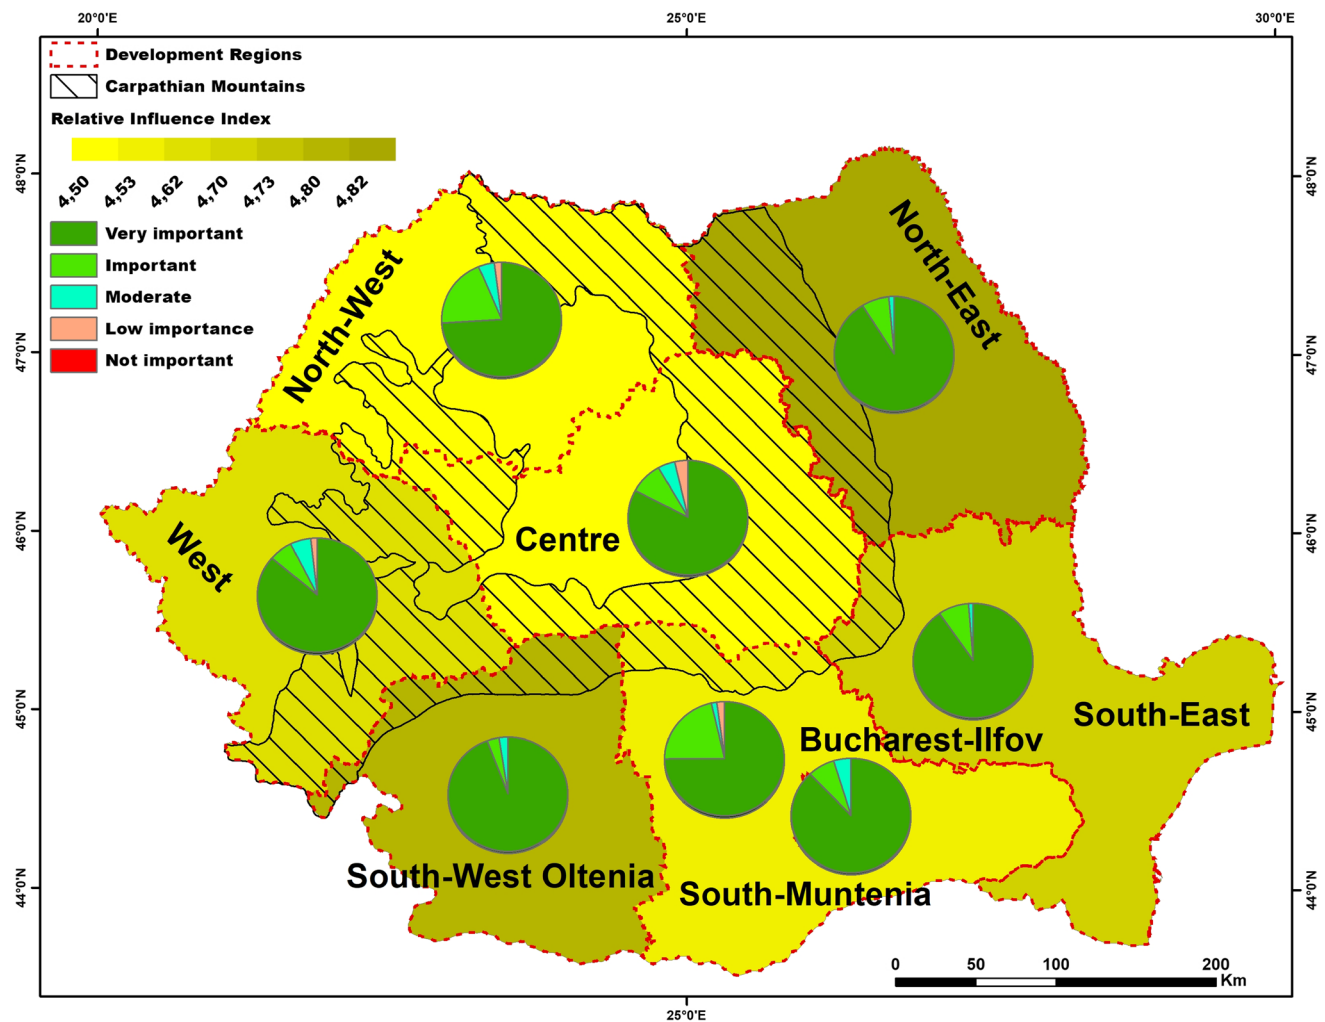 20°0'E 25°0'E 30°0'E
Development Regions
Carpathian Mountains
Relative Influence Index
4,50 4,53 4,62 4,70 4,73 4,80 4,82
Very important
Important
Moderate
Low importance
Not important
48°0'N 48°0'N
47°0'N 47°0'N
46°0'N 46°0'N
45°0'N 45°0'N
44°0'N 44°0'N
North-West
North-East
West
Centre
South-East
Bucharest-Ilfov
South-West Oltenia
South-Muntenia
0 50 100 200
Km
25°0'E